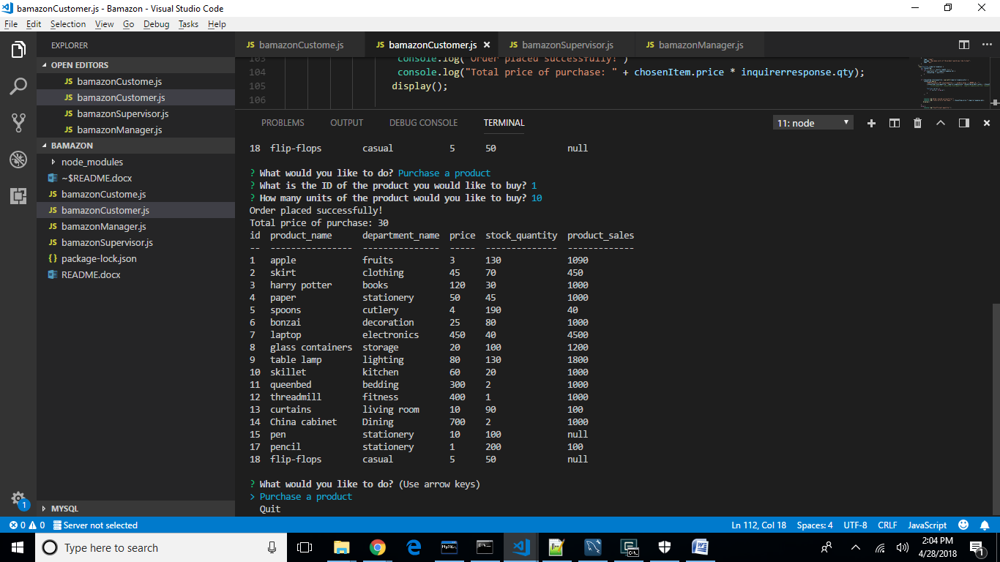 bamazonCustomer.js - Bamazon - Visual Studio Code
File Edit Selection View Go Debug Tasks Help
EXPLORER
OPEN EDITORS
JS bamazonCustome.js
JS bamazonCustomer.js
JS bamazonSupervisor.js
JS bamazonManager.js
BAMAZON
node_modules
~$README.docx
JS bamazonCustome.js
JS bamazonCustomer.js
JS bamazonManager.js
JS bamazonSupervisor.js
{} package-lock.json
README.docx
MYSQL
JS bamazonCustome.js JS bamazonCustomer.js × JS bamazonSupervisor.js JS bamazonManager.js
103 console.log("Order placed successfully!")
104 console.log("Total price of purchase: " + chosenItem.price * inquirerresponse.qty);
105 display();
106
PROBLEMS OUTPUT DEBUG CONSOLE TERMINAL 11: node
18 flip-flops casual 5 50 null
? What would you like to do? Purchase a product
? What is the ID of the product you would like to buy? 1
? How many units of the product would you like to buy? 10
Order placed successfully!
Total price of purchase: 30
id product_name department_name price stock_quantity product_sales
-- ---------------- --------------- ----- -------------- -------------
1 apple fruits 3 130 1090
2 skirt clothing 45 70 450
3 harry potter books 120 30 1000
4 paper stationery 50 45 1000
5 spoons cutlery 4 190 40
6 bonzai decoration 25 80 1000
7 laptop electronics 450 40 4500
8 glass containers storage 20 100 1200
9 table lamp lighting 80 130 1800
10 skillet kitchen 60 20 1000
11 queenbed bedding 300 2 1000
12 threadmill fitness 400 1 1000
13 curtains living room 10 90 100
14 China cabinet Dining 700 2 1000
15 pen stationery 10 100 null
17 pencil stationery 1 200 100
18 flip-flops casual 5 50 null
? What would you like to do? (Use arrow keys)
> Purchase a product
Quit
1
0 0 Server not selected Ln 112, Col 18 Spaces: 4 UTF-8 CRLF JavaScript
Type here to search
2:04 PM
4/28/2018
1